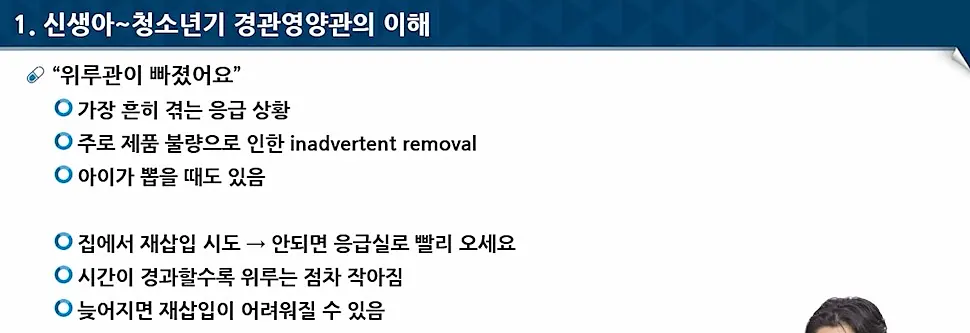 1. 신생아~청소년기 경관영양관의 이해
“위루관이 빠졌어요”
가장 흔히 겪는 응급 상황
주로 제품 불량으로 인한 inadvertent removal
아이가 뽑을 때도 있음
집에서 재삽입 시도 → 안되면 응급실로 빨리 오세요
시간이 경과할수록 위루는 점차 작아짐
늦어지면 재삽입이 어려워질 수 있음